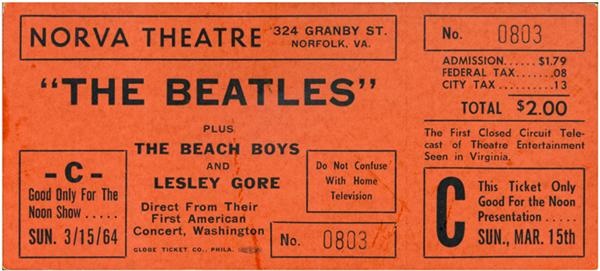 NORVA THEATRE 324 GRANBY ST.
NORFOLK, VA.
"THE BEATLES"
PLUS
THE BEACH BOYS
AND
LESLEY GORE
Direct From Their
First American
Concert, Washington
- C -
Good Only For The
Noon Show .....
SUN. 3/15/64
Do Not Confuse
With Home
Television
No. 0803
GLOBE TICKET CO., PHILA.
No. 0803
ADMISSION...... $1.79
FEDERAL TAX...... .08
CITY TAX.......... .13
TOTAL $2.00
The First Closed Circuit Tele-
cast of Theatre Entertainment
Seen in Virginia.
C
This Ticket Only
Good For the Noon
Presentation .....
SUN., MAR. 15th